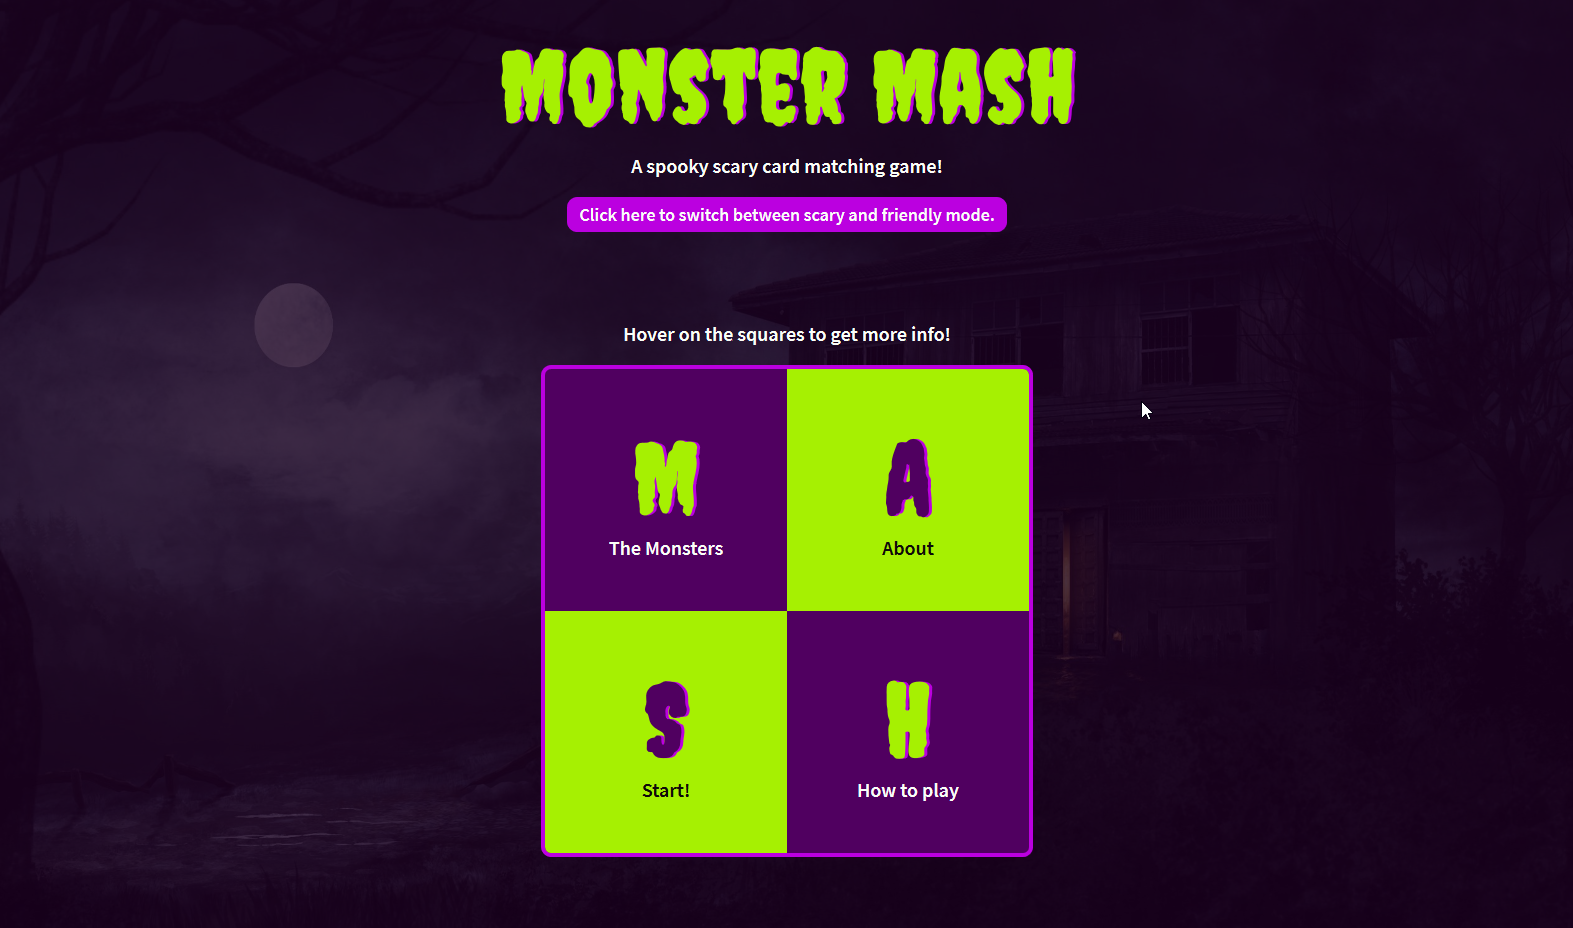 MONSTER MASH
A spooky scary card matching game!
Click here to switch between scary and friendly mode.
Hover on the squares to get more info!
M
The Monsters
A
About
S
Start!
H
How to play